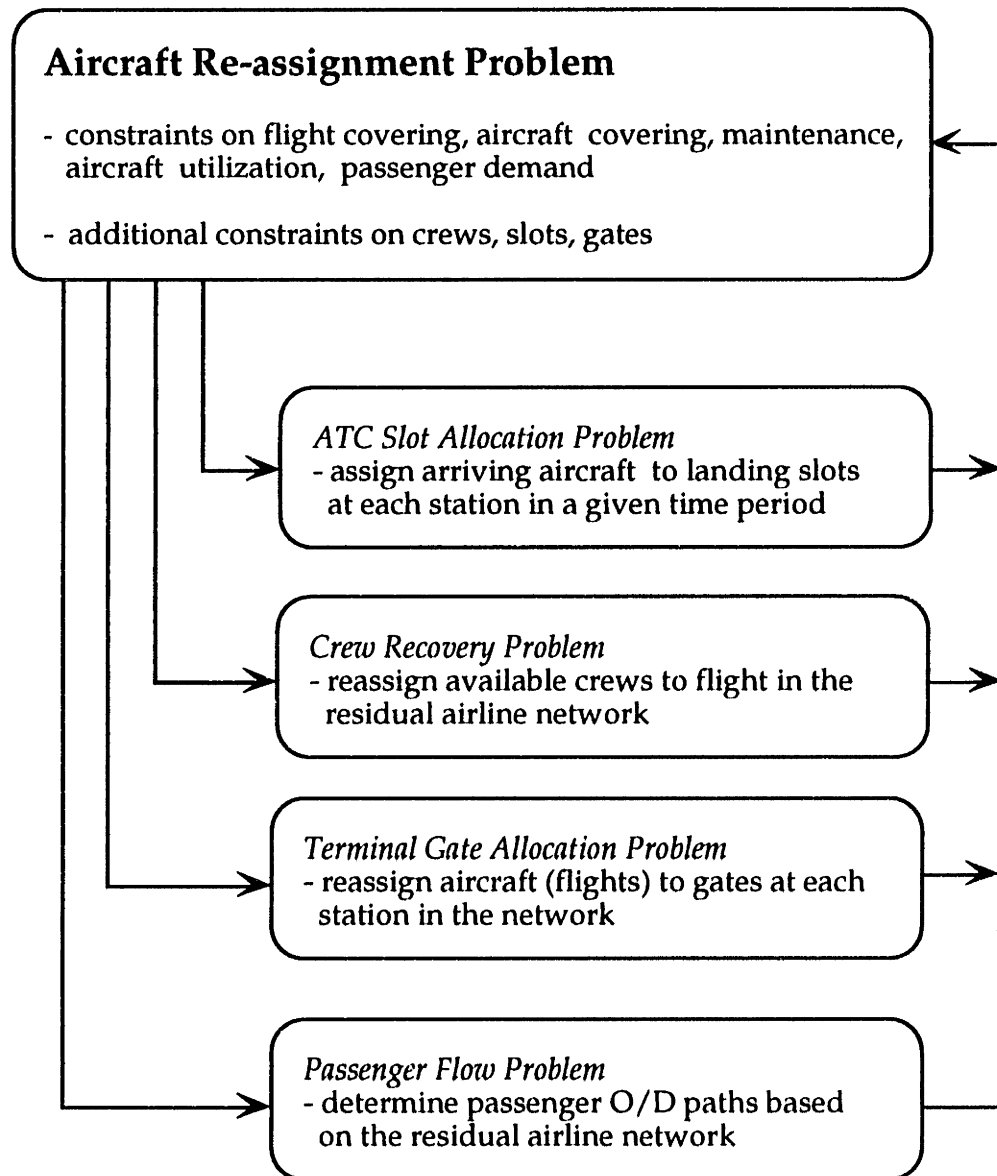 Aircraft Re-assignment Problem
- constraints on flight covering, aircraft covering, maintenance,
aircraft utilization, passenger demand
- additional constraints on crews, slots, gates
ATC Slot Allocation Problem
- assign arriving aircraft to landing slots
at each station in a given time period
Crew Recovery Problem
- reassign available crews to flight in the
residual airline network
Terminal Gate Allocation Problem
- reassign aircraft (flights) to gates at each
station in the network
Passenger Flow Problem
- determine passenger O/D paths based
on the residual airline network